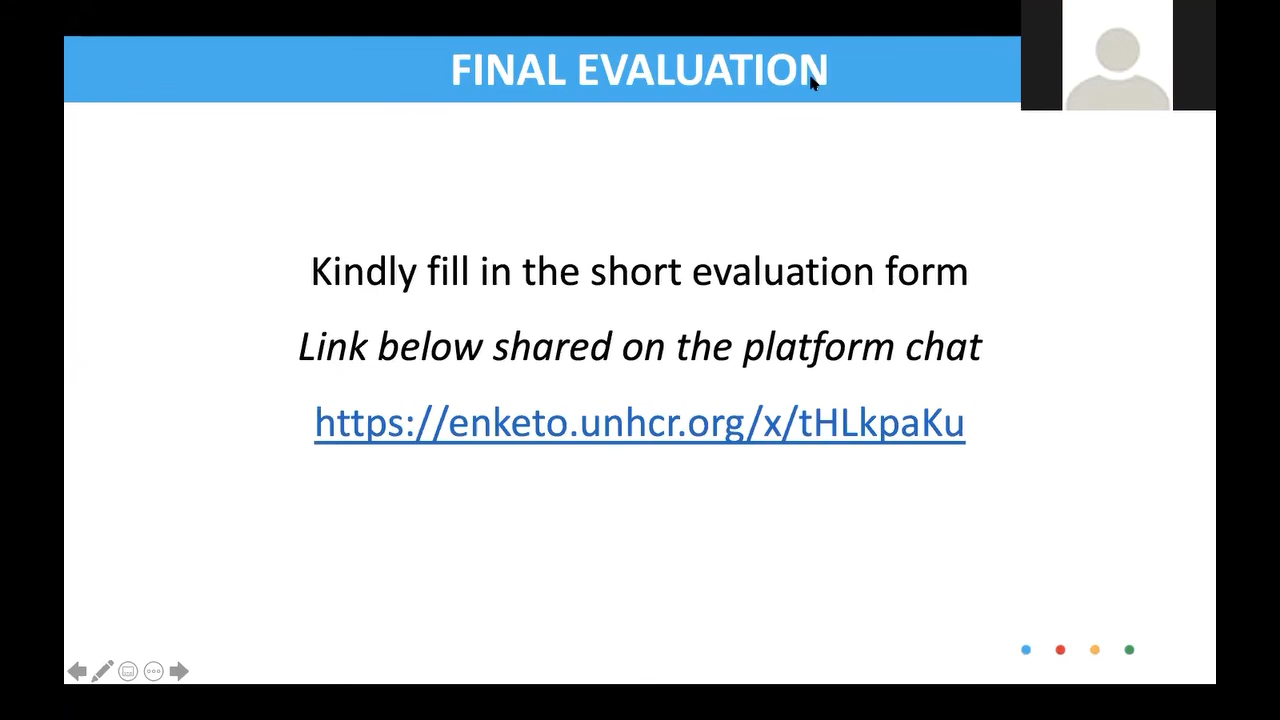 FINAL EVALUATION
Kindly fill in the short evaluation form
Link below shared on the platform chat
https://enketo.unhcr.org/x/tHLkpaKu